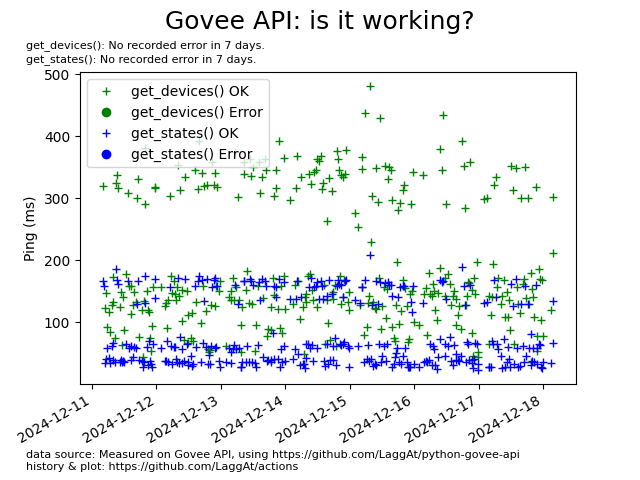 Govee API: is it working?
get_devices(): No recorded error in 7 days.
get_states(): No recorded error in 7 days.
500
400
300
200
100
Ping (ms)
get_devices() OK
get_devices() Error
get_states() OK
get_states() Error
2024-12-11
2024-12-12
2024-12-13
2024-12-14
2024-12-15
2024-12-16
2024-12-17
2024-12-18
data source: Measured on Govee API, using https://github.com/LaggAt/python-govee-api
history & plot: https://github.com/LaggAt/actions